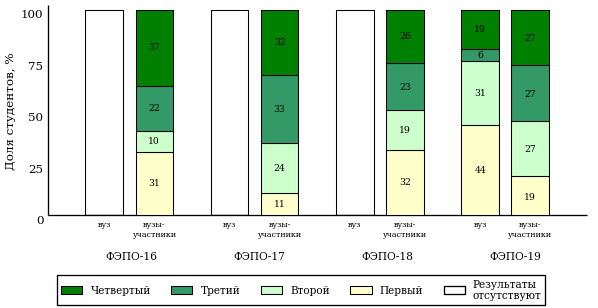 Доля студентов, %
100
75
50
25
0
37
22
10
31
32
33
24
11
26
23
19
32
19
6
31
44
27
27
27
19
вуз
вузы-
участники
вуз
вузы-
участники
вуз
вузы-
участники
вуз
вузы-
участники
ФЭПО-16 ФЭПО-17 ФЭПО-18 ФЭПО-19
Четвертый Третий Второй Первый Результаты
отсутствуют